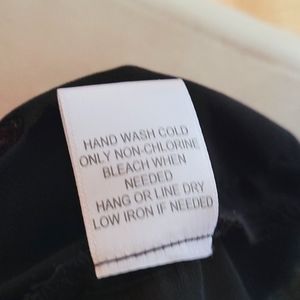 HAND WASH COLD
ONLY NON-CHLORINE
BLEACH WHEN
NEEDED
HANG OR LINE DRY
LOW IRON IF NEEDED